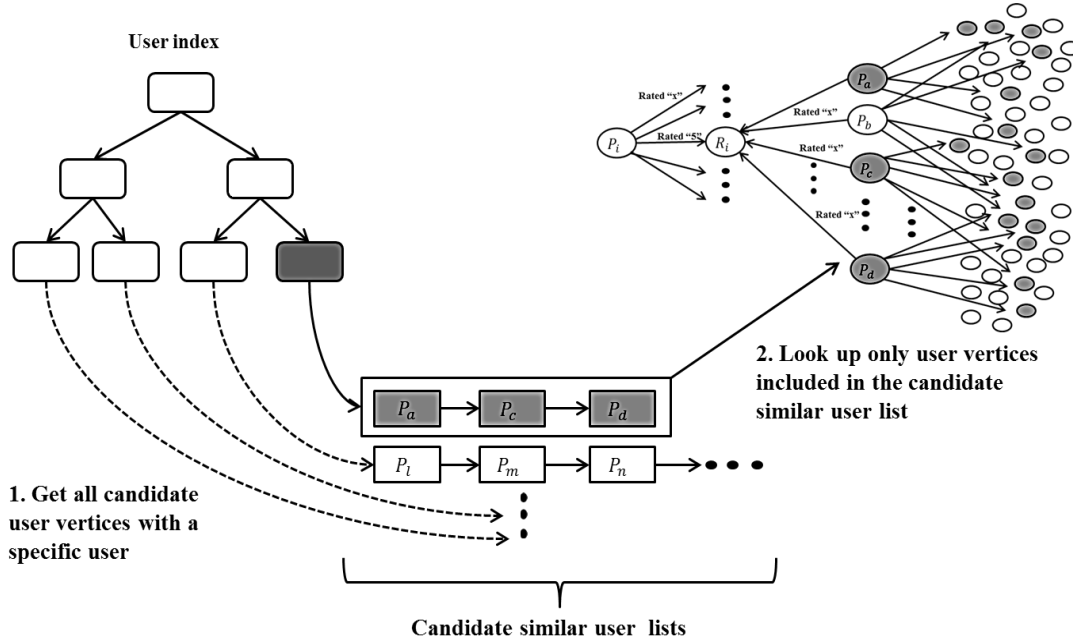 User index
Rated “x”
Rated “5”
P_i
R_i
Rated “x”
Rated “x”
Rated “x”
P_a
P_b
P_c
P_d
P_a
P_c
P_d
P_l
P_m
P_n
1. Get all candidate
user vertices with a
specific user
2. Look up only user vertices
included in the candidate
similar user list
Candidate similar user lists